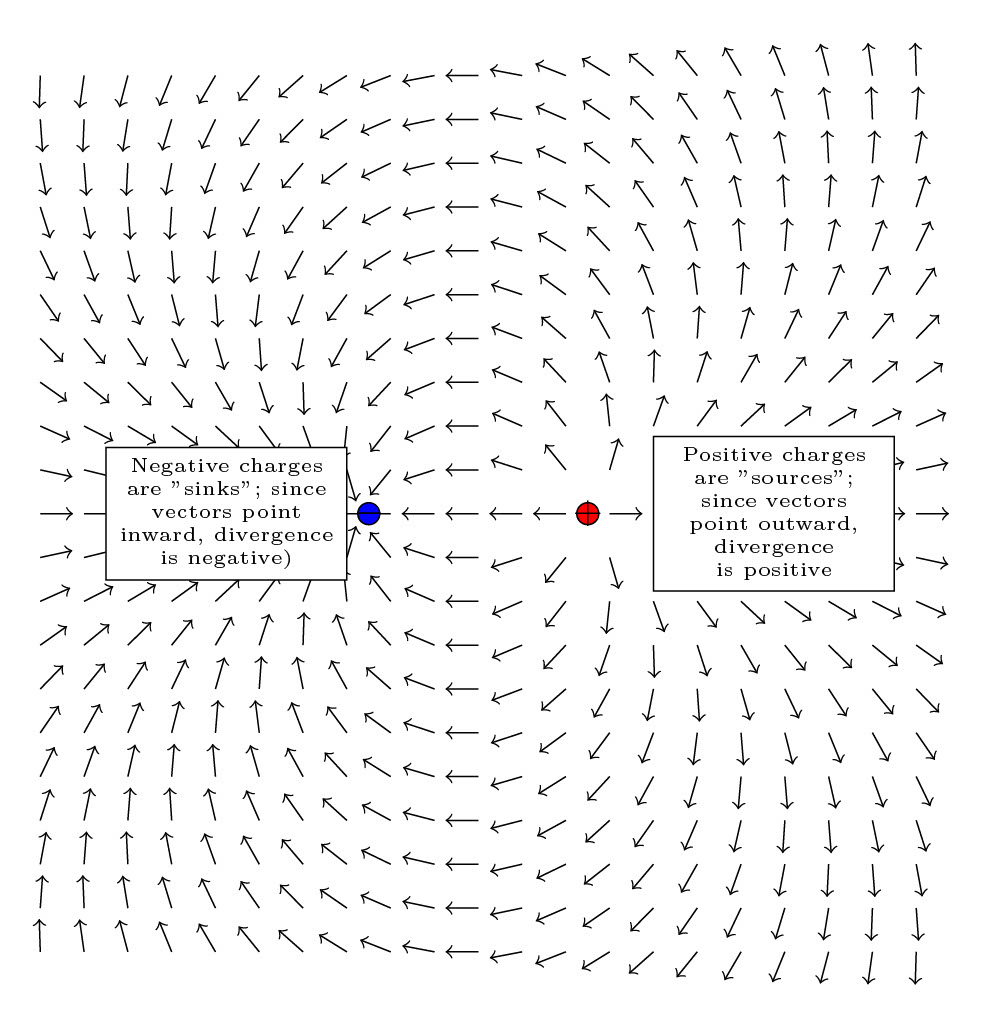 Negative charges
are "sinks"; since
vectors point
inward, divergence
is negative)
Positive charges
are "sources";
since vectors
point outward,
divergence
is positive